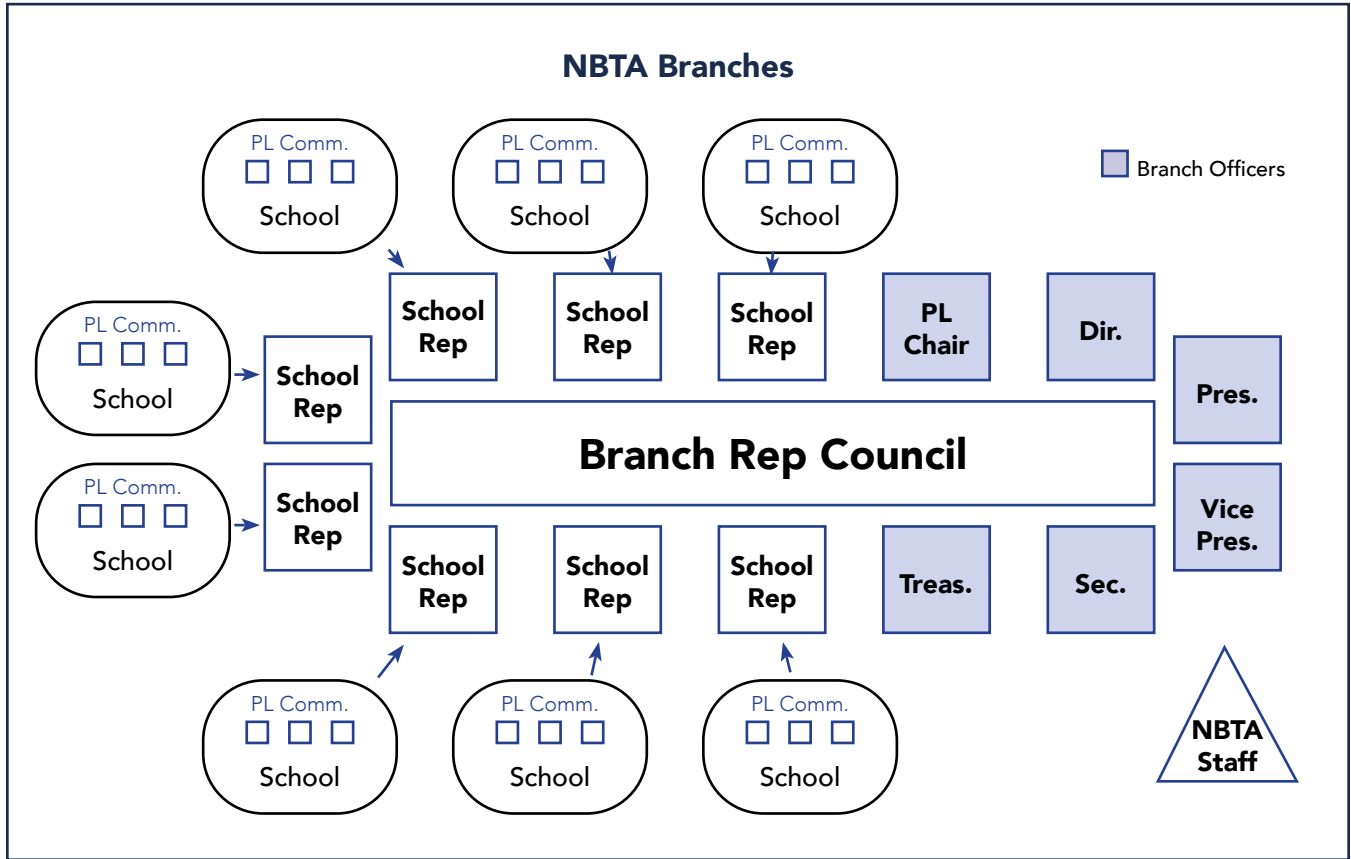 NBTA Branches
PL Comm.
School
PL Comm.
School
PL Comm.
School
Branch Officers
School
Rep
School
Rep
School
Rep
PL
Chair
Dir.
PL Comm.
School
School
Rep
Pres.
Branch Rep Council
PL Comm.
School
School
Rep
Vice
Pres.
School
Rep
School
Rep
School
Rep
Treas.
Sec.
PL Comm.
School
PL Comm.
School
PL Comm.
School
NBTA
Staff